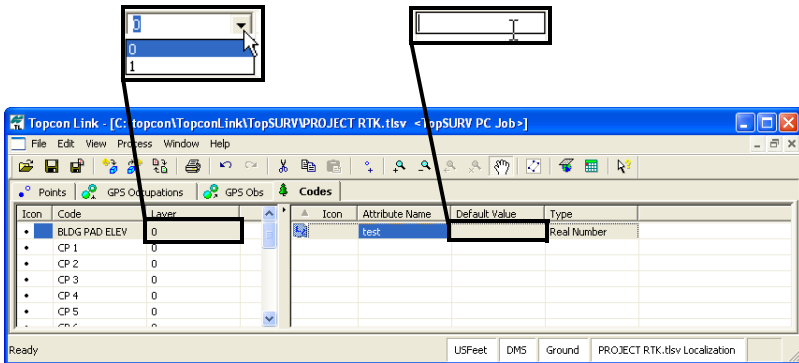 0
0
1
Topcon Link - [C:\topcon\TopconLink\TopSURV\PROJECT RTK.tlsv <TopSURV PC Job>]
File Edit View Process Window Help
Points GPS Occupations GPS Obs Codes
Icon Code Layer Icon Attribute Name Default Value Type
BLDG PAD ELEV 0 test Real Number
CP 1 0
CP 2 0
CP 3 0
CP 4 0
CP 5 0
CP 6 0
Ready USFeet DMS Ground PROJECT RTK.tlsv Localization